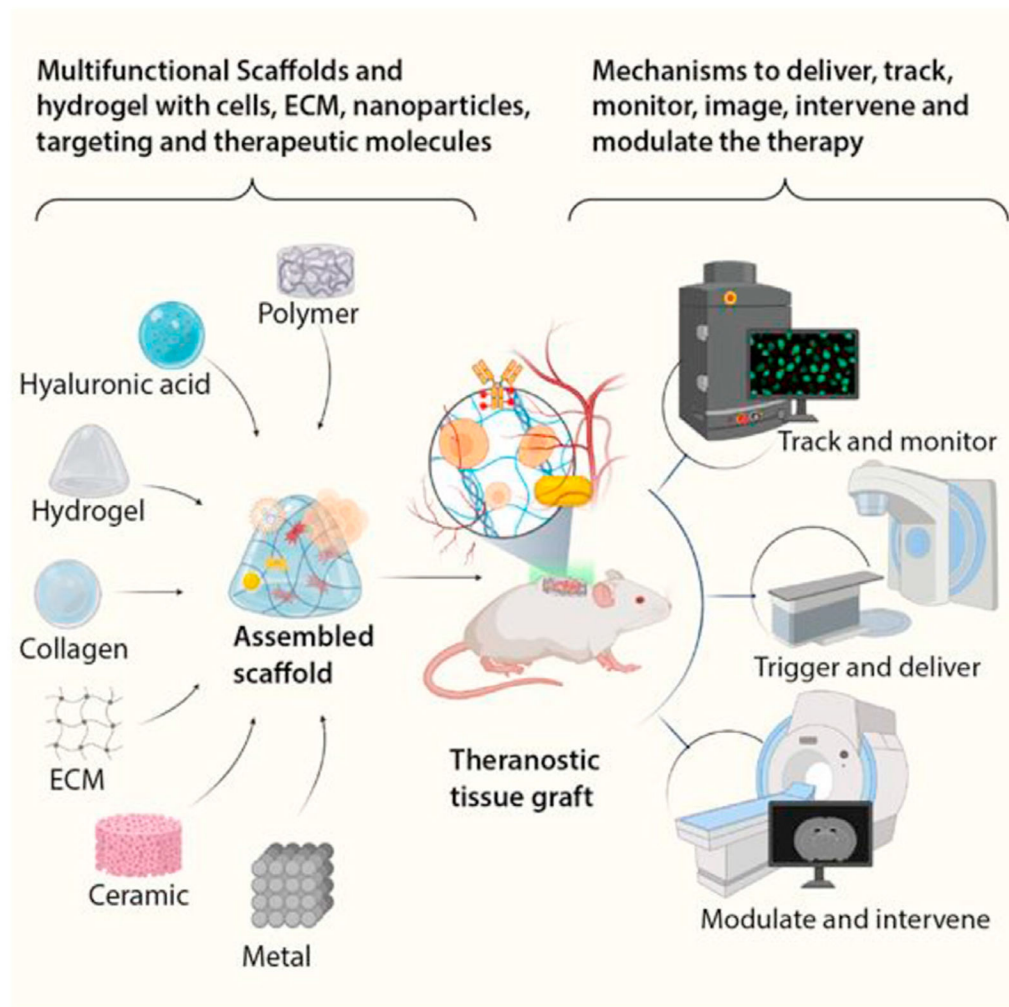 Multifunctional Scaffolds and
hydrogel with cells, ECM, nanoparticles,
targeting and therapeutic molecules
Mechanisms to deliver, track,
monitor, image, intervene and
modulate the therapy
Polymer
Hyaluronic acid
Hydrogel
Collagen
ECM
Ceramic
Metal
Assembled
scaffold
Theranostic
tissue graft
Track and monitor
Trigger and deliver
Modulate and intervene